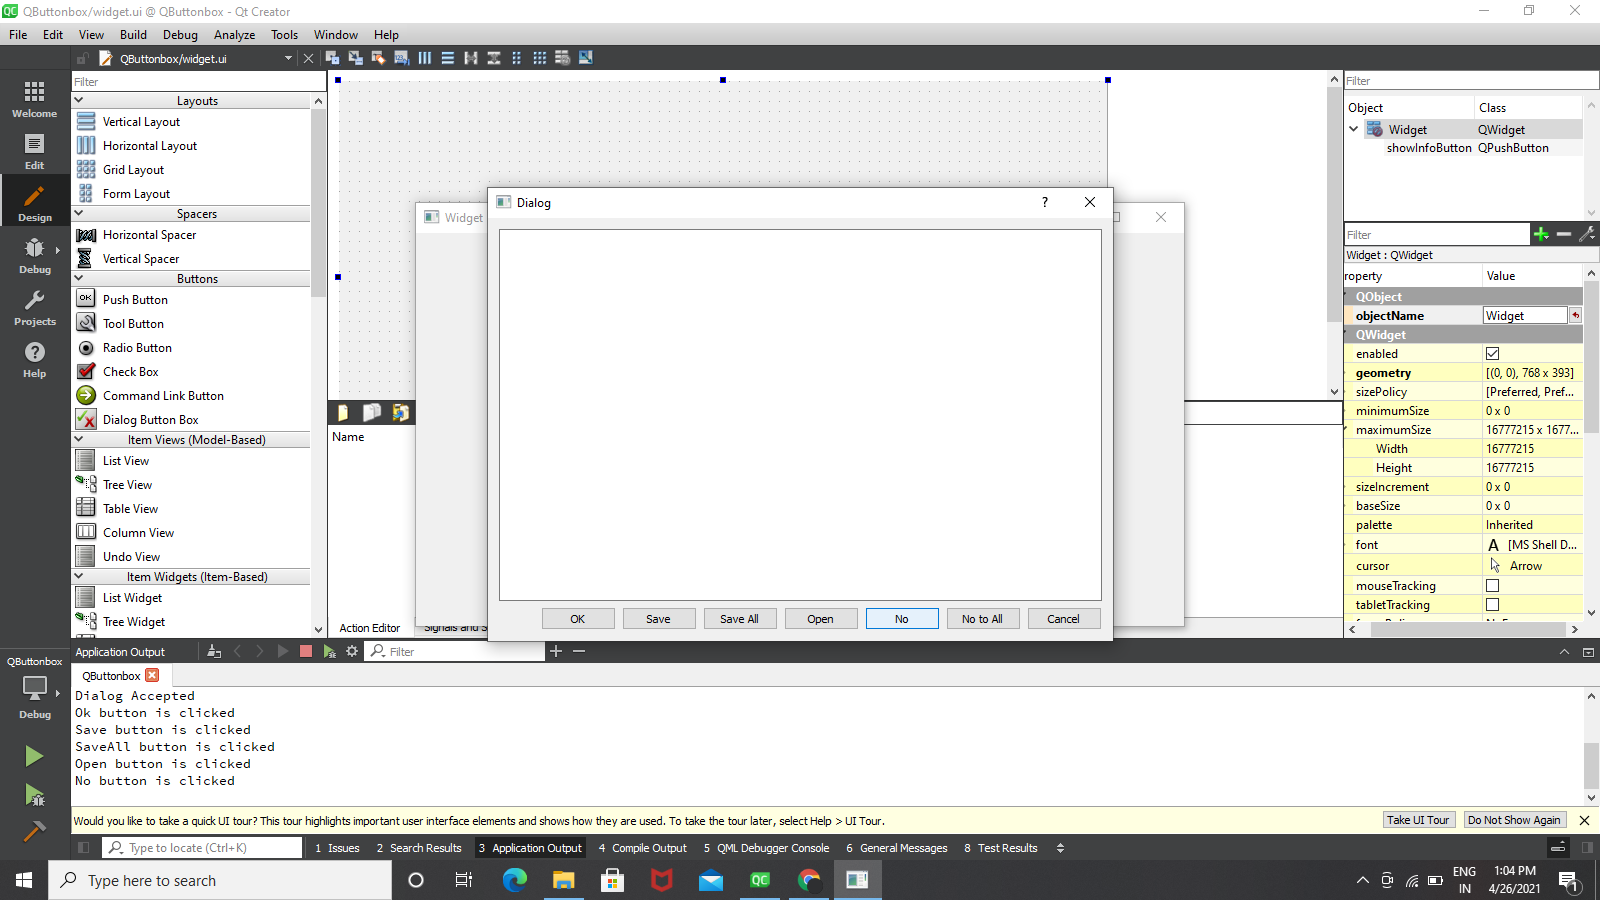 QC QButtonbox/widget.ui @ QButtonbox - Qt Creator
File Edit View Build Debug Analyze Tools Window Help
QButtonbox/widget.ui
Welcome
Edit
Design
Debug
Projects
Help
Filter
Layouts
Vertical Layout
Horizontal Layout
Grid Layout
Form Layout
Spacers
Horizontal Spacer
Vertical Spacer
Buttons
OK Push Button
Tool Button
Radio Button
Check Box
Command Link Button
Dialog Button Box
Item Views (Model-Based)
List View
Tree View
Table View
Column View
Undo View
Item Widgets (Item-Based)
List Widget
Tree Widget
Widget
Name
Action Editor
Dialog ?
OK Save Save All Open No No to All Cancel
Filter
Object Class
Widget QWidget
showInfoButton QPushButton
Filter
Widget : QWidget
roperty Value
QObject
objectName Widget
QWidget
enabled
geometry [(0, 0), 768 x 393]
sizePolicy [Preferred, Pref...
minimumSize 0 x 0
maximumSize 16777215 x 1677...
Width 16777215
Height 16777215
sizeIncrement 0 x 0
baseSize 0 x 0
palette Inherited
font A [MS Shell D...
cursor Arrow
mouseTracking
tabletTracking
QButtonbox
Debug
Application Output Filter
QButtonbox
Dialog Accepted
Ok button is clicked
Save button is clicked
SaveAll button is clicked
Open button is clicked
No button is clicked
Would you like to take a quick UI tour? This tour highlights important user interface elements and shows how they are used. To take the tour later, select Help > UI Tour. Take UI Tour Do Not Show Again
Type to locate (Ctrl+K) 1 Issues 2 Search Results 3 Application Output 4 Compile Output 5 QML Debugger Console 6 General Messages 8 Test Results
Type here to search QC ENG IN 1:04 PM 4/26/2021 1